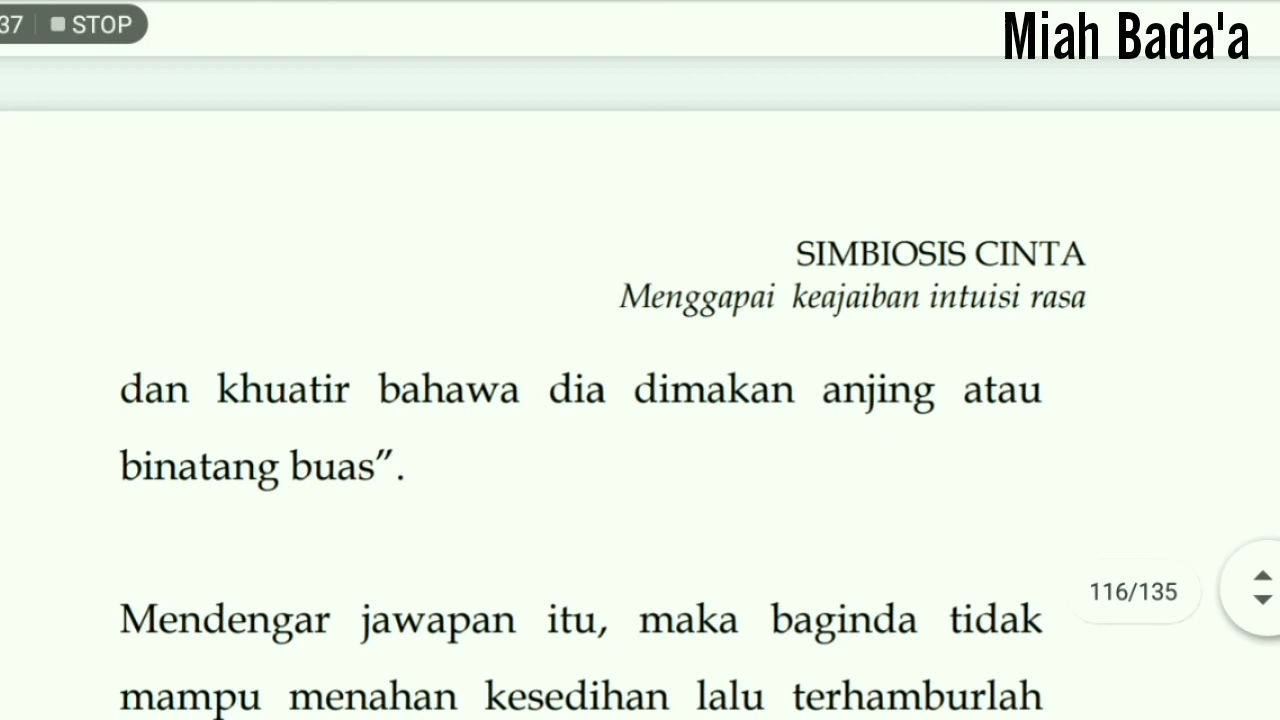 37 STOP
Miah Bada'a
SIMBIOSIS CINTA
Menggapai keajaiban intuisi rasa
dan khuatir bahawa dia dimakan anjing atau
binatang buas”.
116/135
Mendengar jawapan itu, maka baginda tidak
mampu menahan kesedihan lalu terhamburlah